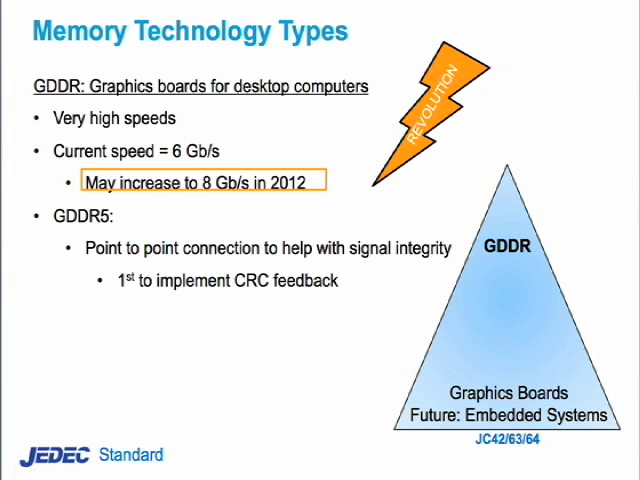 Memory Technology Types
GDDR: Graphics boards for desktop computers
• Very high speeds
• Current speed = 6 Gb/s
• May increase to 8 Gb/s in 2012
• GDDR5:
• Point to point connection to help with signal integrity
• 1st to implement CRC feedback
REVOLUTION
GDDR
Graphics Boards
Future: Embedded Systems
JC42/63/64
JEDEC Standard